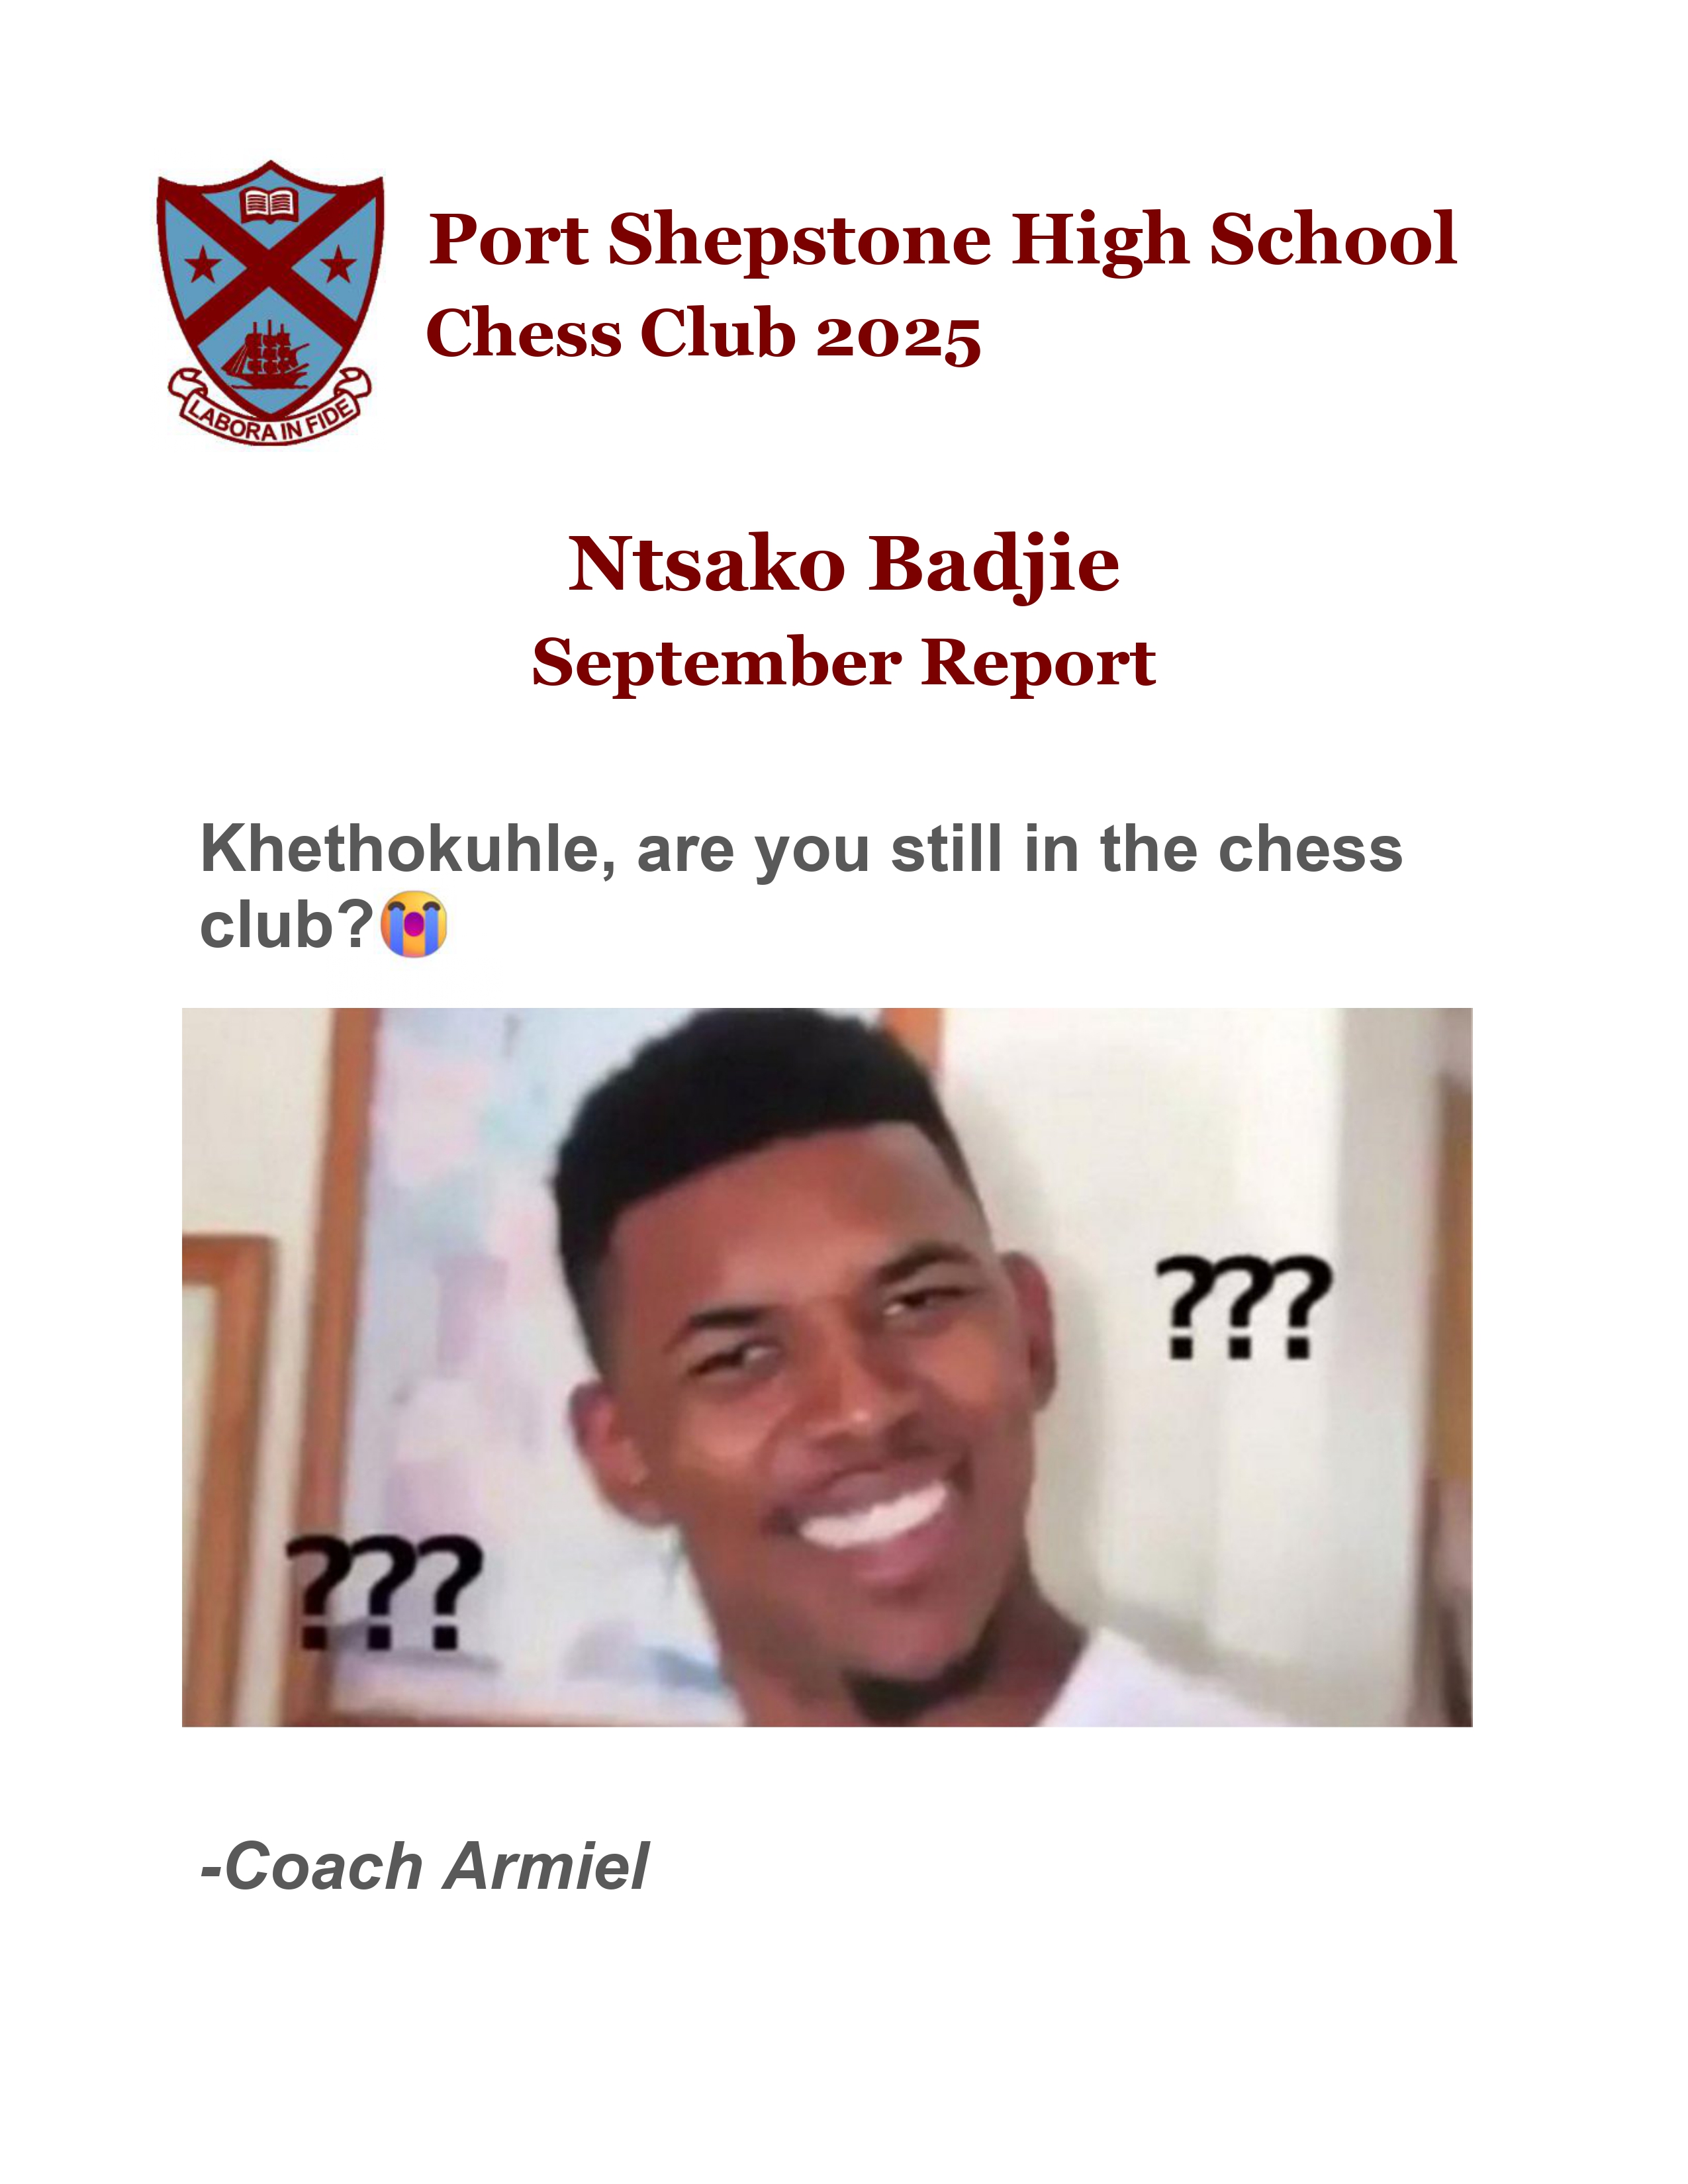 LABORA IN FIDE
Port Shepstone High School
Chess Club 2025
Ntsako Badjie
September Report
Khethokuhle, are you still in the chess
club?😭
???
???
-Coach Armiel